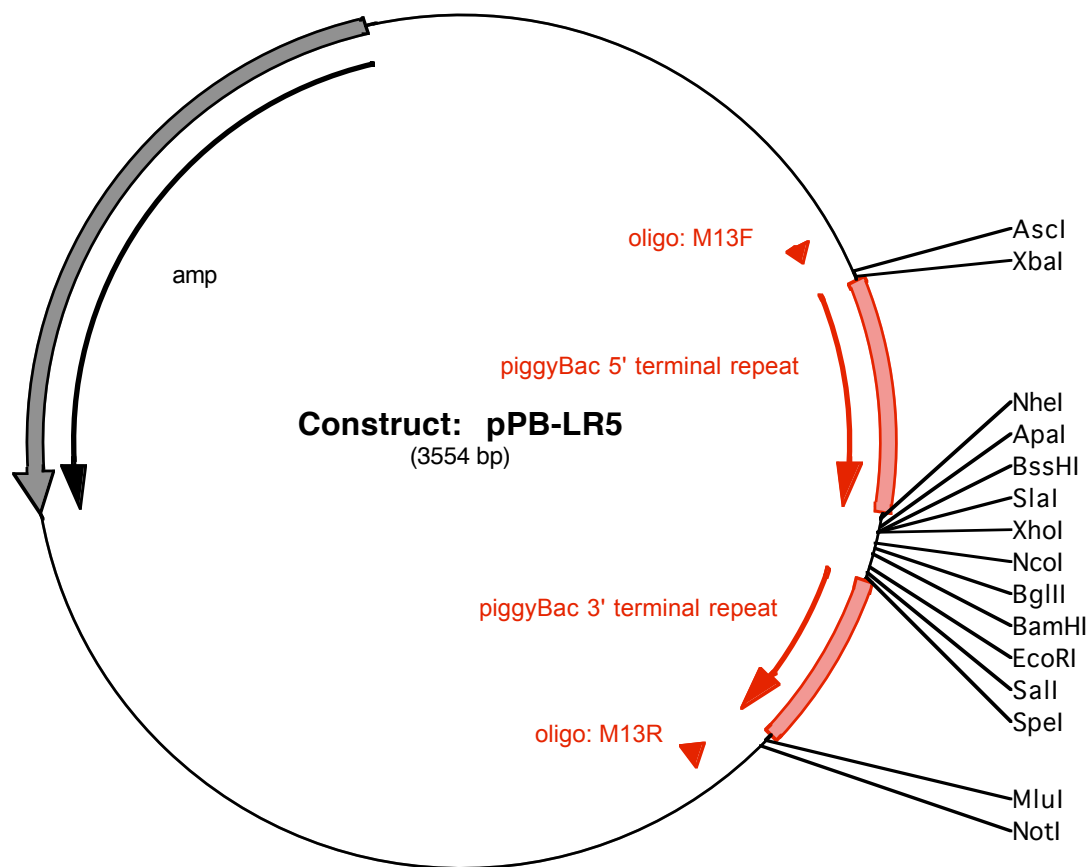 oligo: M13F
AscI
XbaI
amp
piggyBac 5' terminal repeat
Construct: pPB-LR5
(3554 bp)
NheI
ApaI
BssHI
SlaI
XhoI
NcoI
BglII
BamHI
EcoRI
SalI
SpeI
piggyBac 3' terminal repeat
oligo: M13R
MluI
NotI